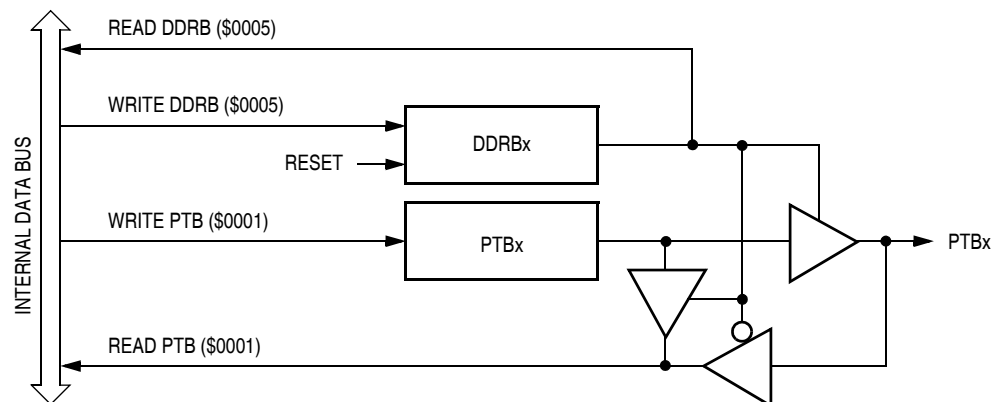 READ DDRB ($0005)
WRITE DDRB ($0005)
DDRBx
RESET
WRITE PTB ($0001)
PTBx
PTBx
READ PTB ($0001)
INTERNAL DATA BUS